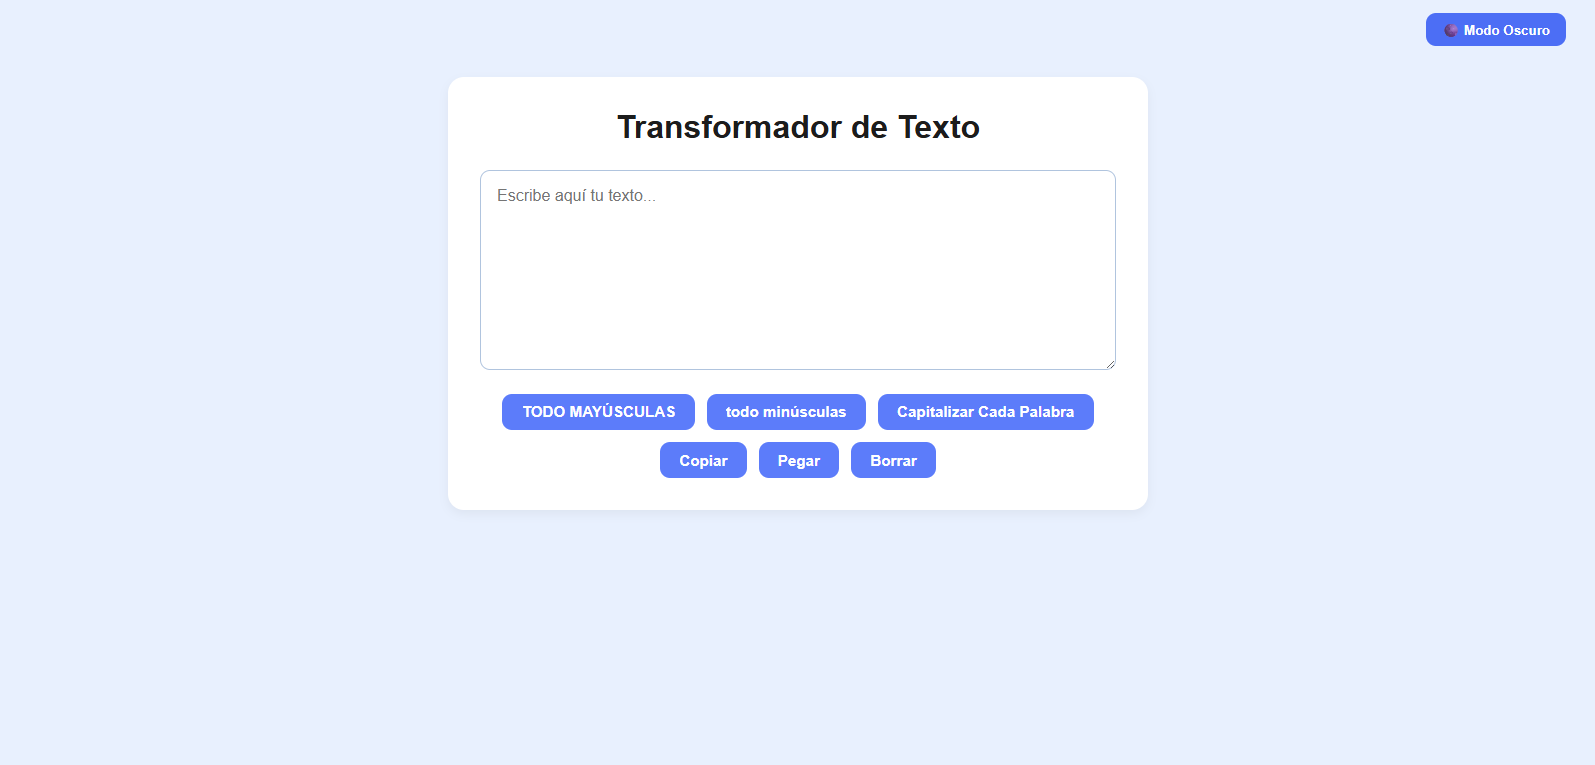 Modo Oscuro
Transformador de Texto
Escribe aquí tu texto...
TODO MAYÚSCULAS todo minúsculas Capitalizar Cada Palabra
Copiar Pegar Borrar